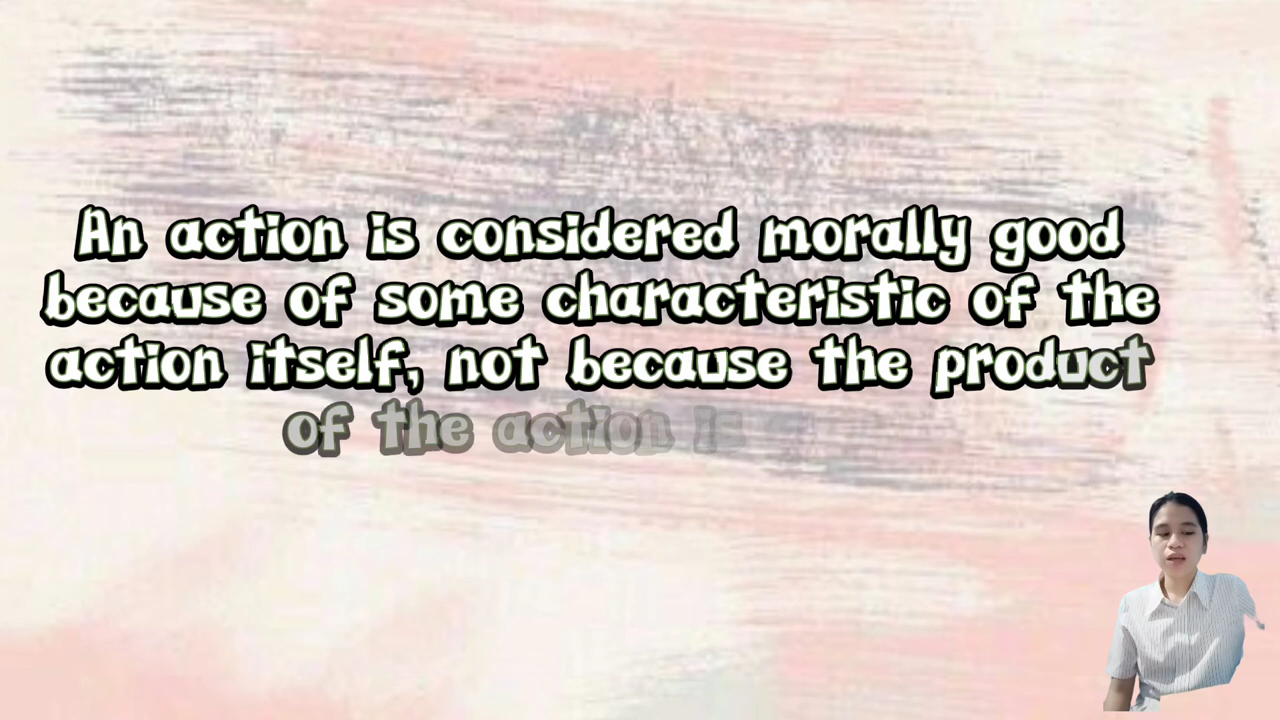 An action is considered morally good
because of some characteristic of the
action itself, not because the product
of the action is